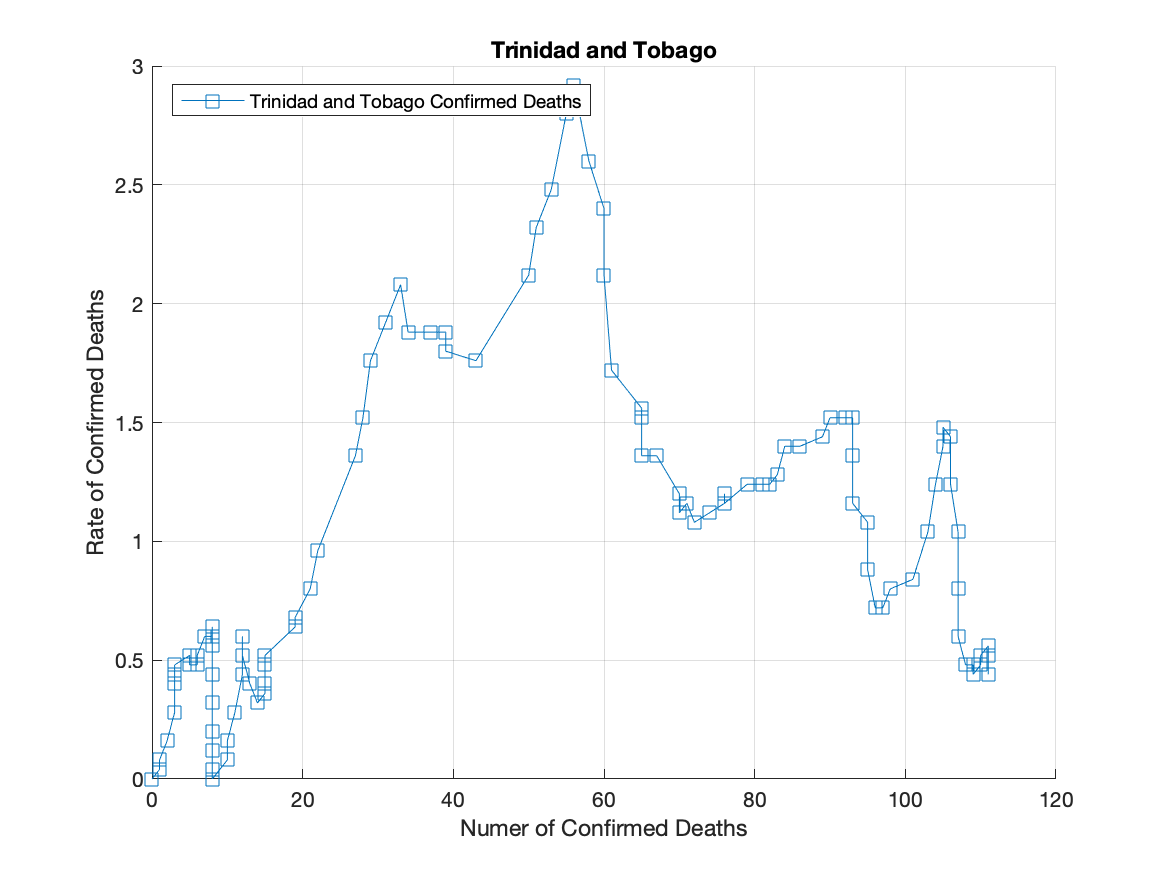 Trinidad and Tobago
Trinidad and Tobago Confirmed Deaths
3
2.5
2
1.5
1
0.5
0
Rate of Confirmed Deaths
0 20 40 60 80 100 120
Numer of Confirmed Deaths